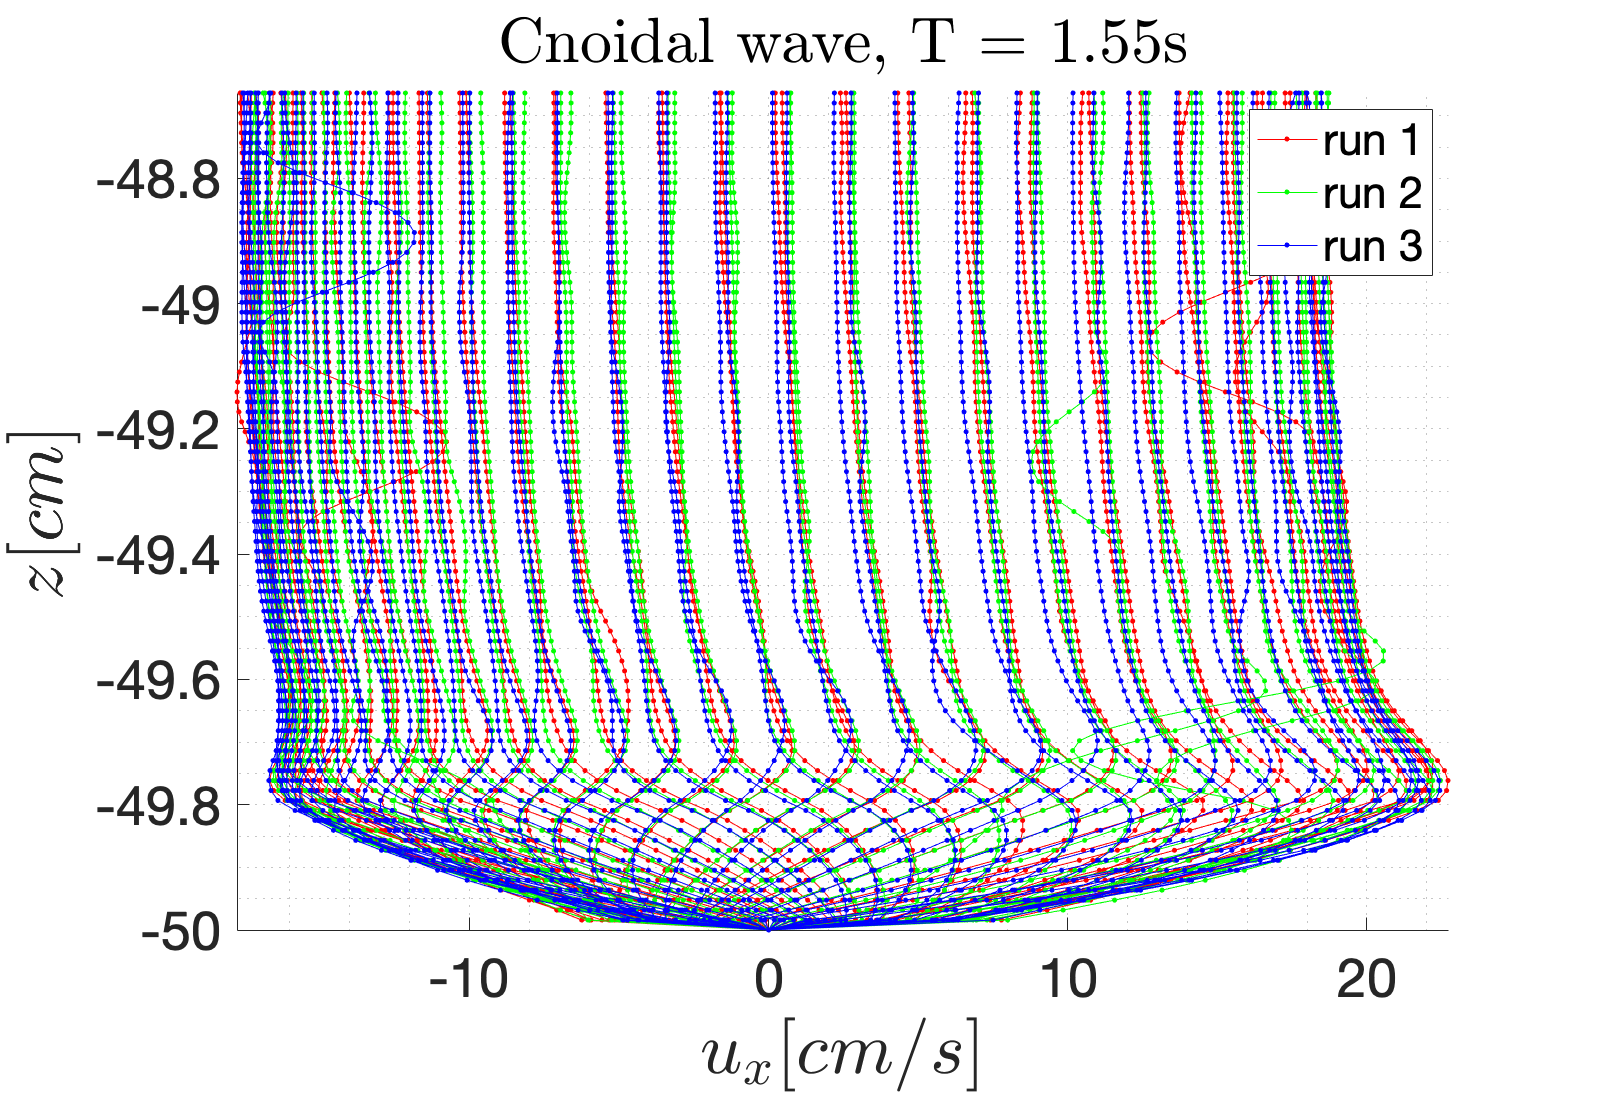 Cnoidal wave, T = 1.55s
run 1
run 2
run 3
-48.8
-49
-49.2
-49.4
-49.6
-49.8
-50
z[cm]
-10
0
10
20
u_x[cm/s]